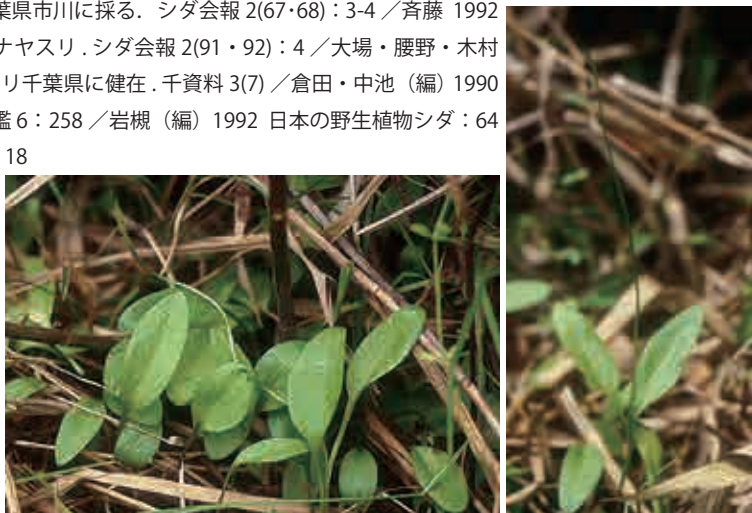 葉県市川に採る．シダ会報 2(67･68)：3-4 ／斉藤 1992
ナヤスリ . シダ会報 2(91・92)：4 ／大場・腰野・木村
リ千葉県に健在 . 千資料 3(7) ／倉田・中池（編）1990
鑑 6：258 ／岩槻（編）1992 日本の野生植物シダ：64
18